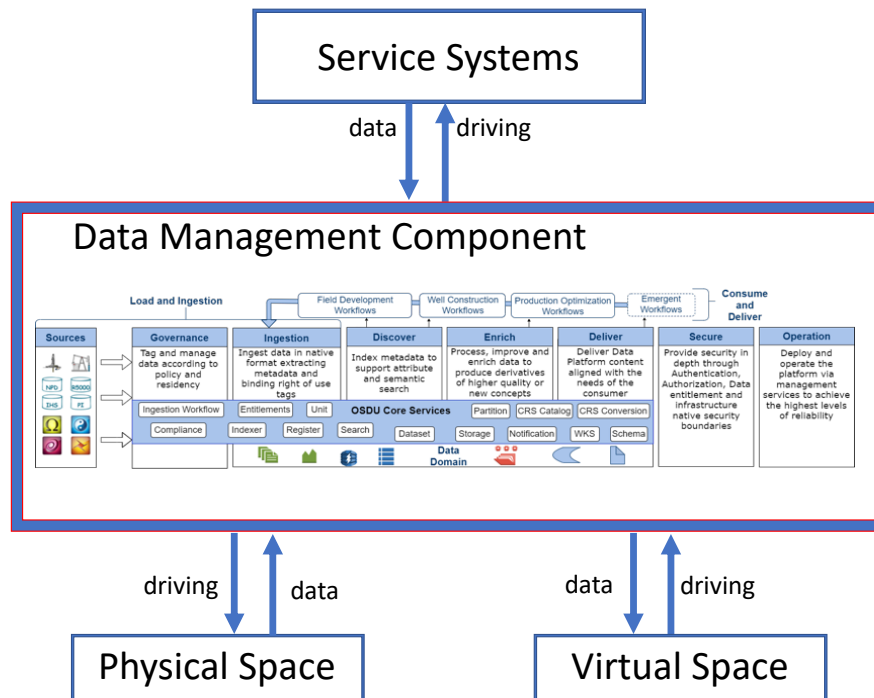 Service Systems
data
driving
Data Management Component
Load and Ingestion
Field Development
Workflows
Well Construction
Workflows
Production Optimization
Workflows
Emergent
Workflows
Consume
and
Deliver
Sources
NPD
IHS
PI
Governance
Tag and manage
data according to
policy and
residency
Ingestion
Ingest data in native
format extracting
metadata and
binding right of use
tags
Discover
Index metadata to
support attribute
and semantic
search
Enrich
Process, improve and
enrich data to
produce derivatives
of higher quality or
new concepts
Deliver
Deliver Data
Platform content
aligned with
the needs of the
consumer
Secure
Provide security in
depth through
Authentication,
Authorization, Data
entitlement and
infrastructure
native security
boundaries
Operation
Deploy and
operate the
platform via
management
services to achieve
the highest levels
of reliability
Ingestion Workflow
Entitlements
Unit
OSDU Core Services
Partition
CRS Catalog
CRS Conversion
Compliance
Indexer
Register
Search
Dataset
Storage
Notification
WKS
Schema
Data
Domain
driving
data
data
driving
Physical Space
Virtual Space